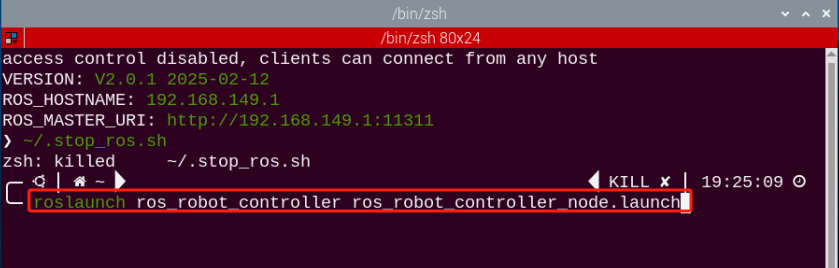 /bin/zsh
/bin/zsh 80x24
access control disabled, clients can connect from any host
VERSION: V2.0.1 2025-02-12
ROS_HOSTNAME: 192.168.149.1
ROS_MASTER_URI: http://192.168.149.1:11311
❯ ~/.stop_ros.sh
zsh: killed     ~/.stop_ros.sh
~ KILL ✘ | 19:25:09
roslaunch ros_robot_controller ros_robot_controller_node.launch